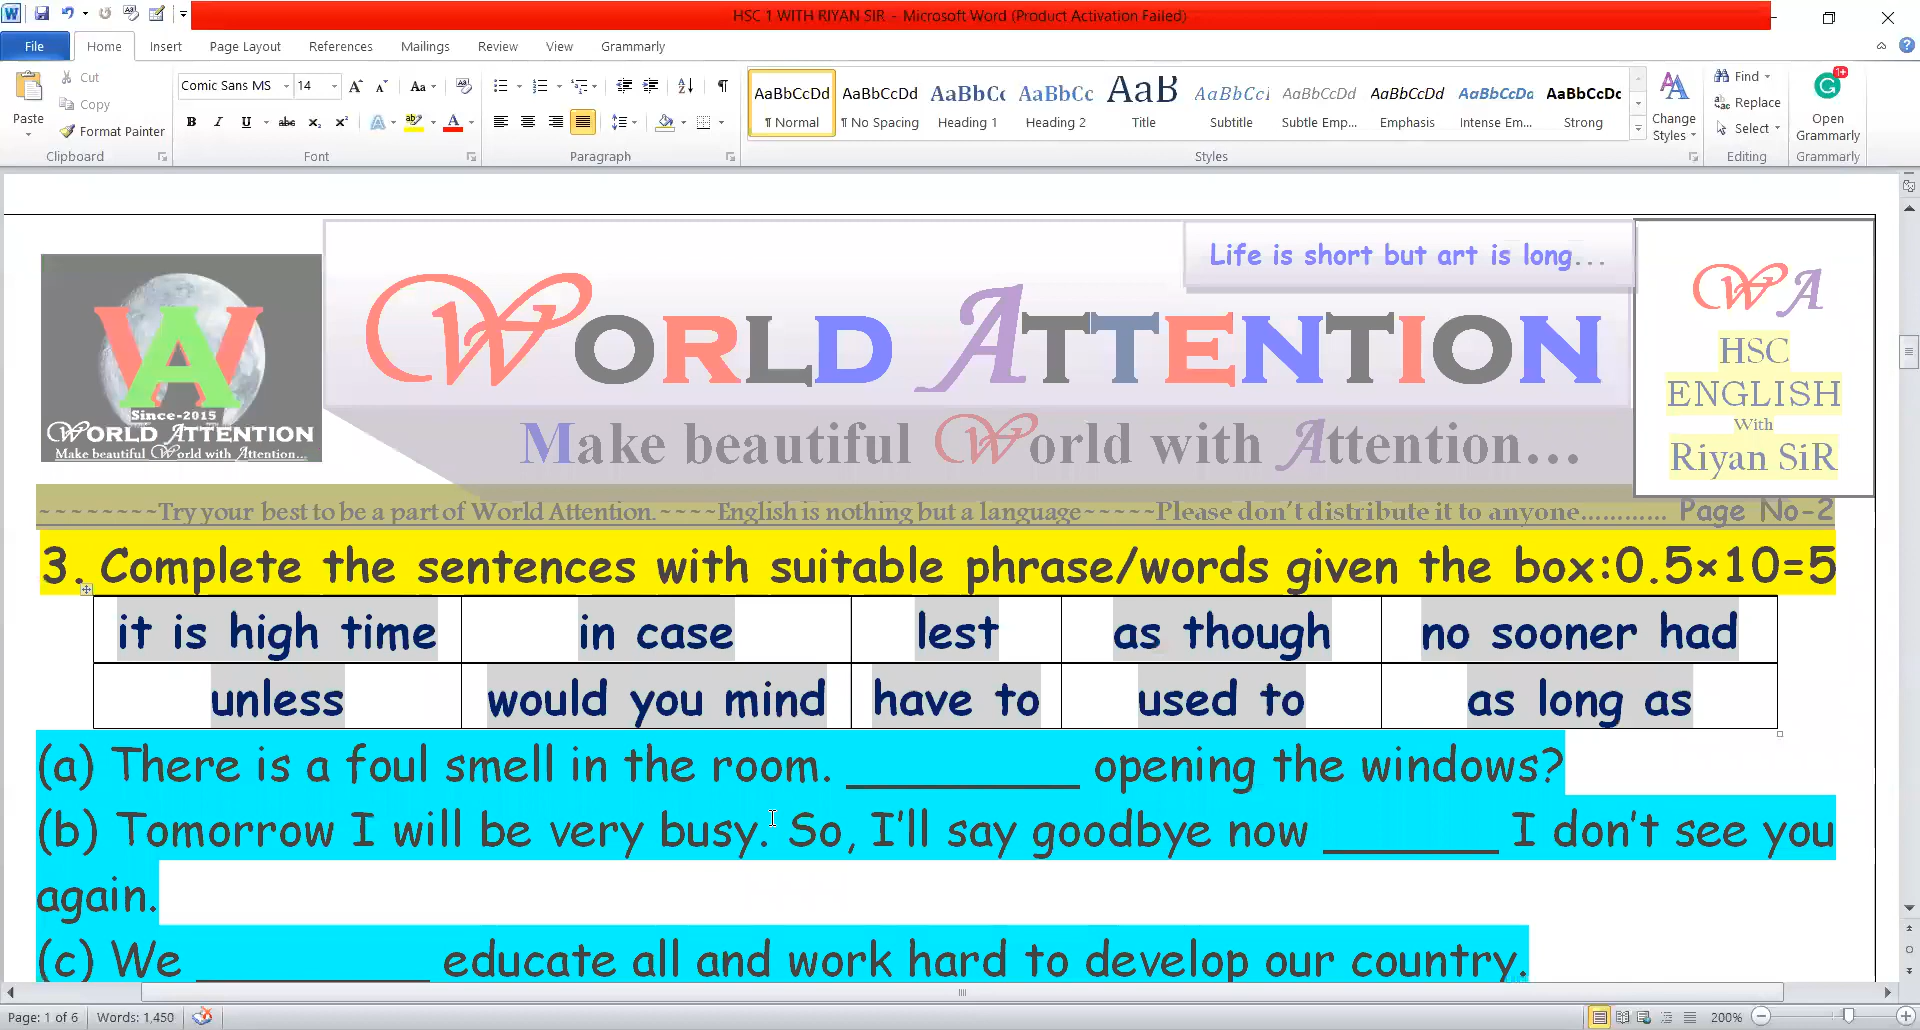 HSC 1 WITH RIYAN SIR - Microsoft Word (Product Activation Failed)
File Home Insert Page Layout References Mailings Review View Grammarly
Paste Cut Copy Format Painter
Comic Sans MS 14
AaBbCcDd AaBbCcDd AaBbCc AaBbCc AaB AaBbCcI AaBbCcDd AaBbCcDd AaBbCcDa AaBbCcDc
¶ Normal ¶ No Spacing Heading 1 Heading 2 Title Subtitle Subtle Emp... Emphasis Intense Em... Strong
Change Styles
Find Replace Select
Open Grammarly
Clipboard Font Paragraph Styles Editing Grammarly
Life is short but art is long...
WORLD ATTENTION
Make beautiful World with Attention...
WA
Since-2015
WORLD ATTENTION
Make beautiful World with Attention...
WA
HSC
ENGLISH
With
Riyan SiR
~~~~~~~~Try your best to be a part of World Attention.~~~~English is nothing but a language~~~~~Please don't distribute it to anyone............ Page No-2
3. Complete the sentences with suitable phrase/words given the box:0.5×10=5
it is high time in case lest as though no sooner had
unless would you mind have to used to as long as
(a) There is a foul smell in the room. __________ opening the windows?
(b) Tomorrow I will be very busy. So, I'll say goodbye now _______ I don't see you
again.
(c) We __________ educate all and work hard to develop our country.
Page: 1 of 6 Words: 1,450 200%